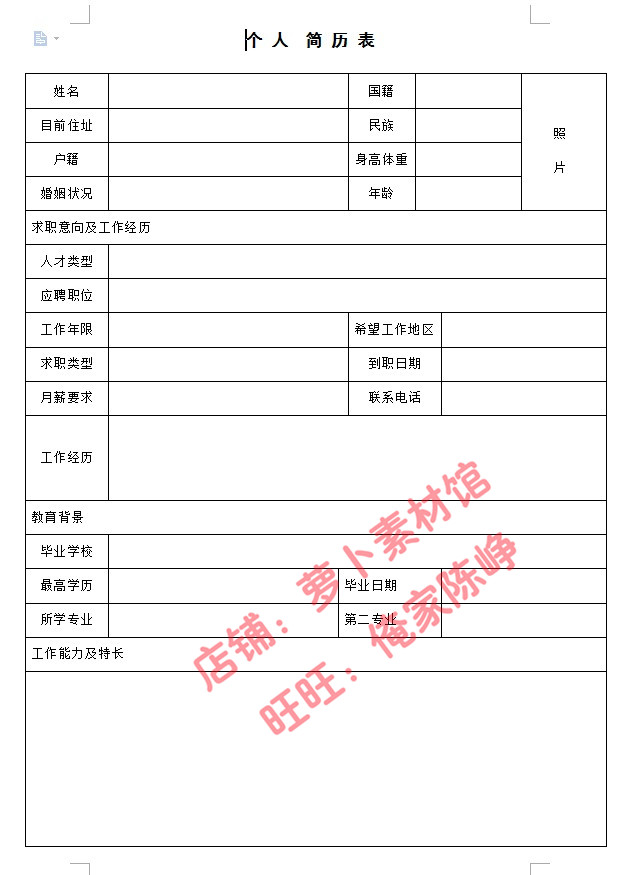 个 人 简 历 表
姓名 国籍
目前住址 民族
照
户籍 身高体重
片
婚姻状况 年龄
求职意向及工作经历
人才类型
应聘职位
工作年限 希望工作地区
求职类型 到职日期
月薪要求 联系电话
工作经历
教育背景
毕业学校
最高学历 毕业日期
所学专业 第二专业
工作能力及特长
店铺：萝卜素材馆
旺旺：俺家陈峥